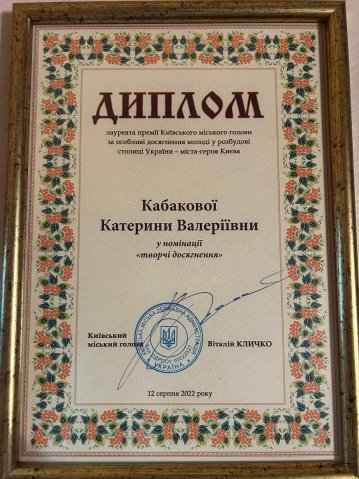 ДИПЛОМ
лауреата премії Київського міського голови
за особливі досягнення молоді у розбудові
столиці України – міста-героя Києва
Кабакової
Катерини Валеріївни
у номінації
«творчі досягнення»
Київський
міський голова
Віталій КЛИЧКО
УКРАЇНА
12 серпня 2022 року